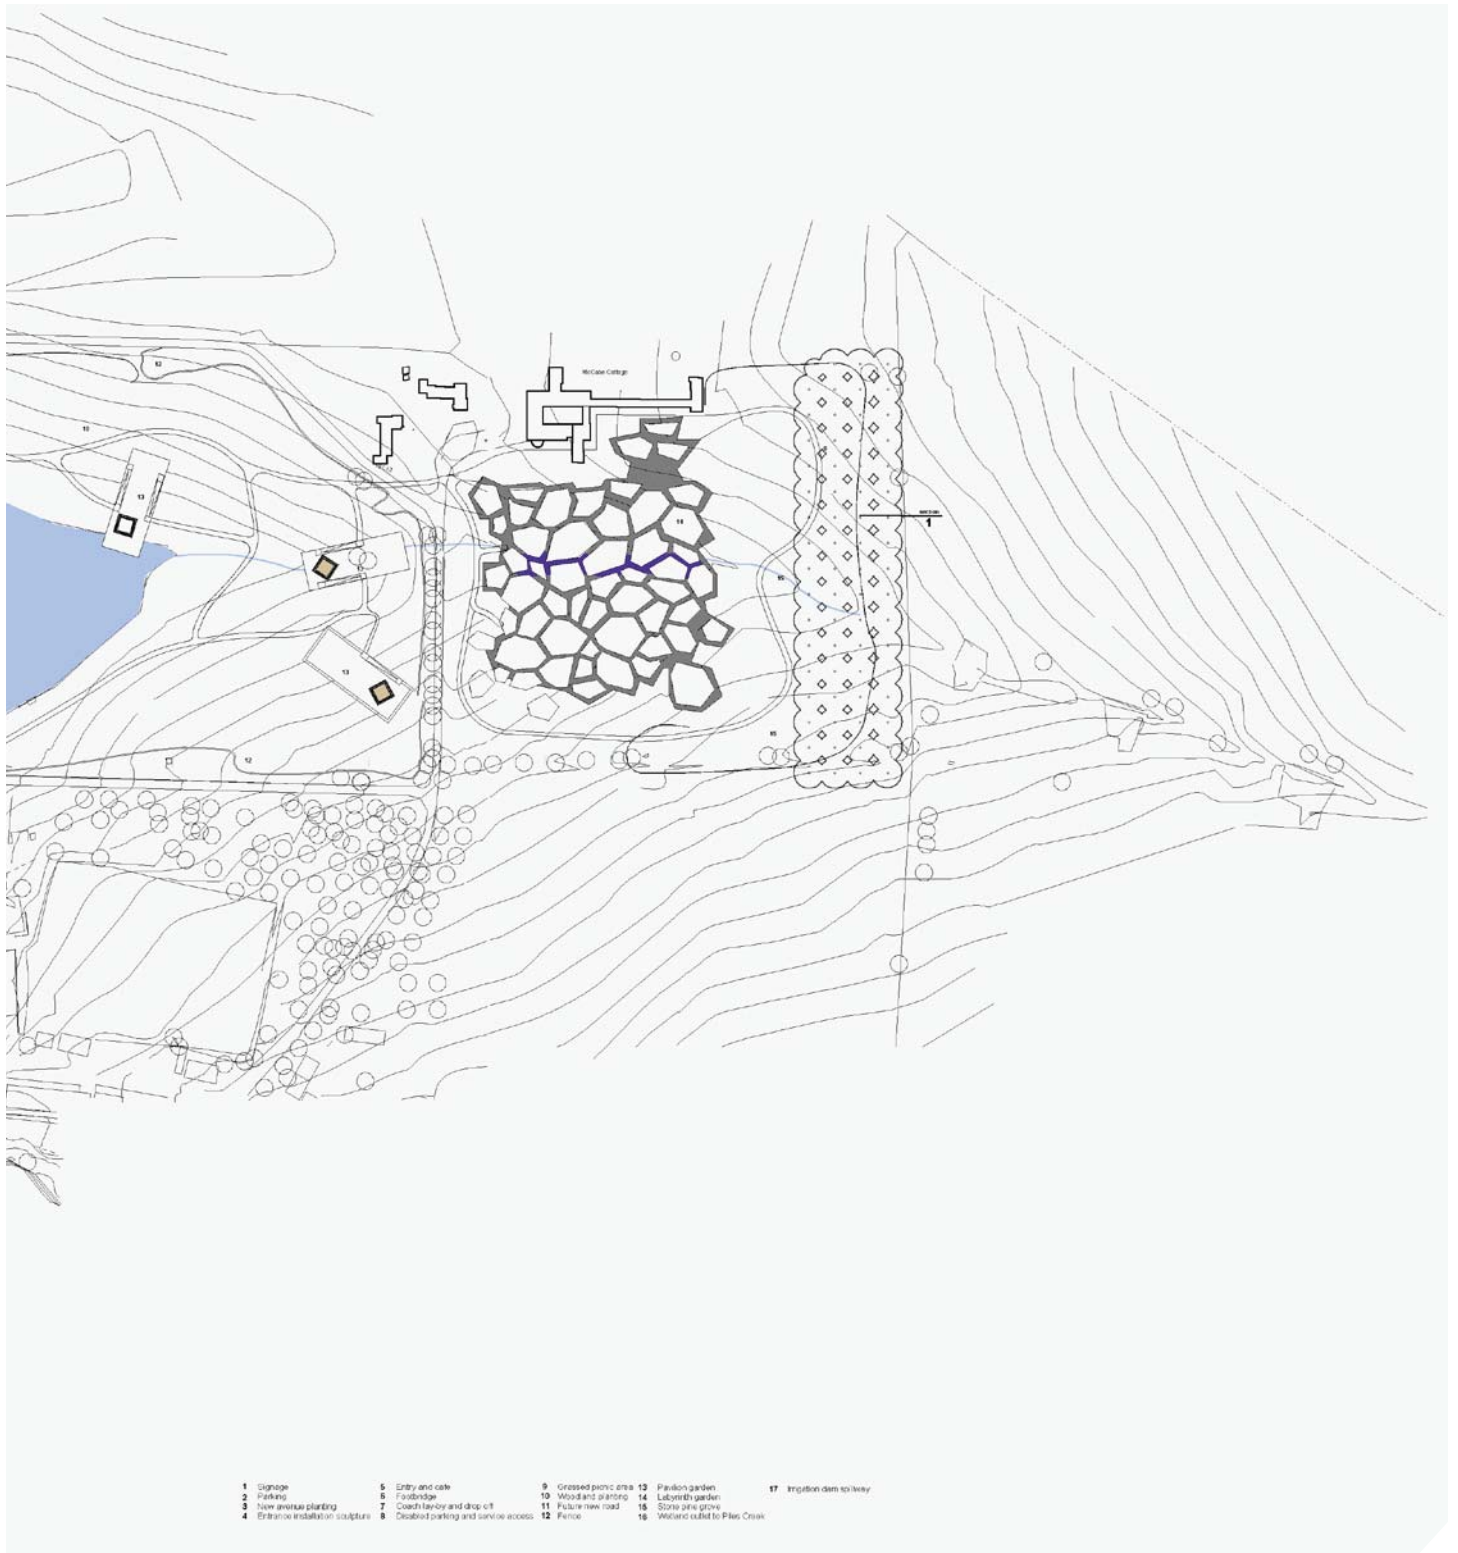 McCabe Cottage
10
13
14
section
1
13
15
12
1 Signage
2 Parking
3 New avenue planting
4 Entrance installation sculpture
5 Entry and cafe
6 Footbridge
7 Coach lay-by and drop off
8 Disabled parking and service access
9 Grassed picnic area
10 Woodland planting
11 Future new road
12 Fence
13 Pavilion garden
14 Labyrinth garden
15 Stone pine grove
16 Wetland outlet to Piles Creek
17 Irrigation dam spillway